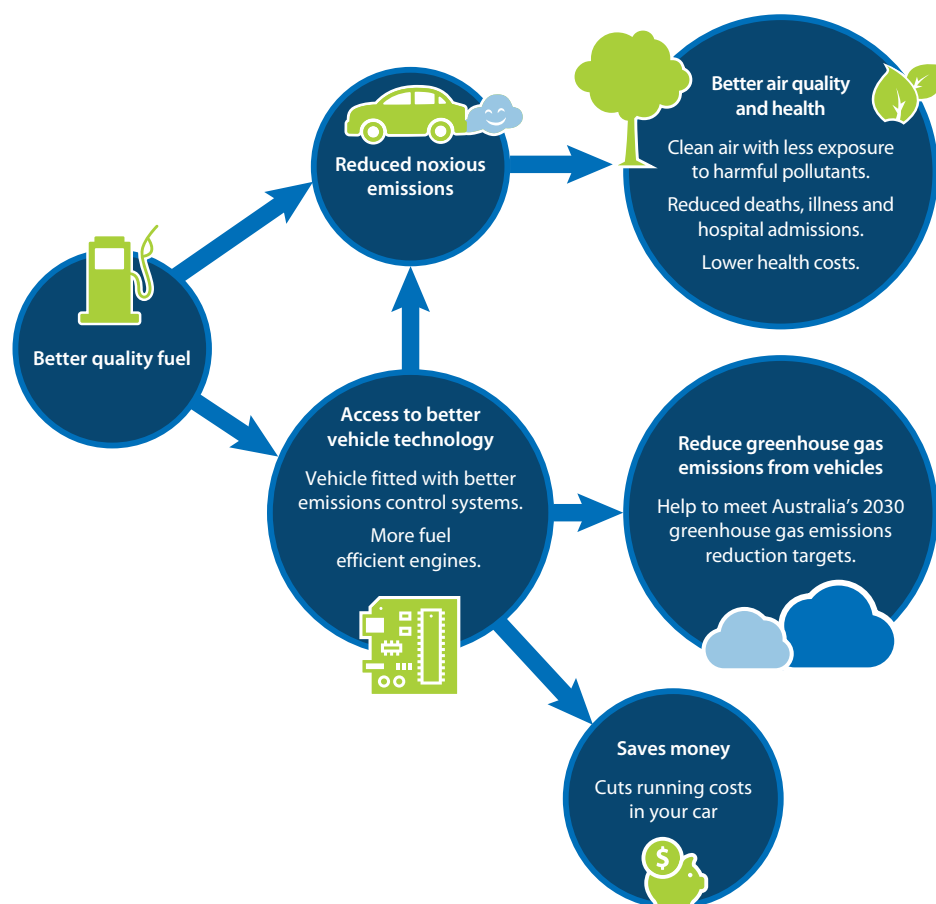 Better quality fuel
Reduced noxious
emissions
Better air quality
and health
Clean air with less exposure
to harmful pollutants.
Reduced deaths, illness and
hospital admissions.
Lower health costs.
Access to better
vehicle technology
Vehicle fitted with better
emissions control systems.
More fuel
efficient engines.
Reduce greenhouse gas
emissions from vehicles
Help to meet Australia’s 2030
greenhouse gas emissions
reduction targets.
Saves money
Cuts running costs
in your car
$